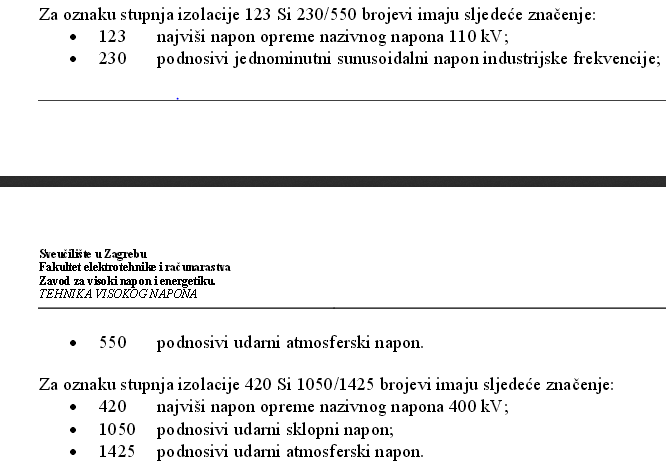 Za oznaku stupnja izolacije 123 Si 230/550 brojevi imaju sljedeće značenje:
• 123 najviši napon opreme nazivnog napona 110 kV;
• 230 podnosivi jednominutni sunusoidalni napon industrijske frekvencije;
Sveučilište u Zagrebu
Fakultet elektrotehnike i računarastva
Zavod za visoki napon i energetiku.
TEHNIKA VISOKOG NAPONA
• 550 podnosivi udarni atmosferski napon.
Za oznaku stupnja izolacije 420 Si 1050/1425 brojevi imaju sljedeće značenje:
• 420 najviši napon opreme nazivnog napona 400 kV;
• 1050 podnosivi udarni sklopni napon;
• 1425 podnosivi udarni atmosferski napon.